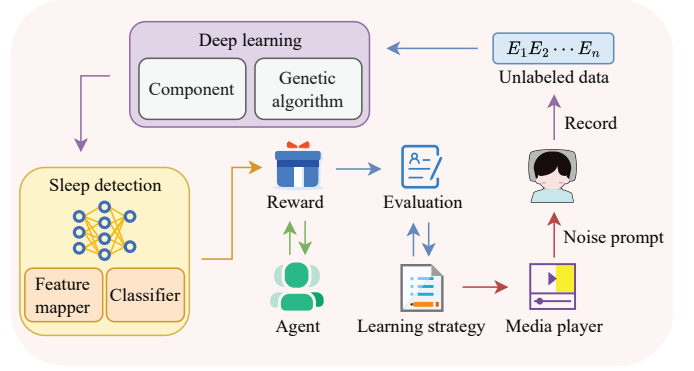 Deep learning
Component
Genetic
algorithm
E₁E₂ ⋯ Eₙ
Unlabeled data
Record
Sleep detection
Feature
mapper
Classifier
Reward
Evaluation
Noise prompt
Agent
Learning strategy
Media player